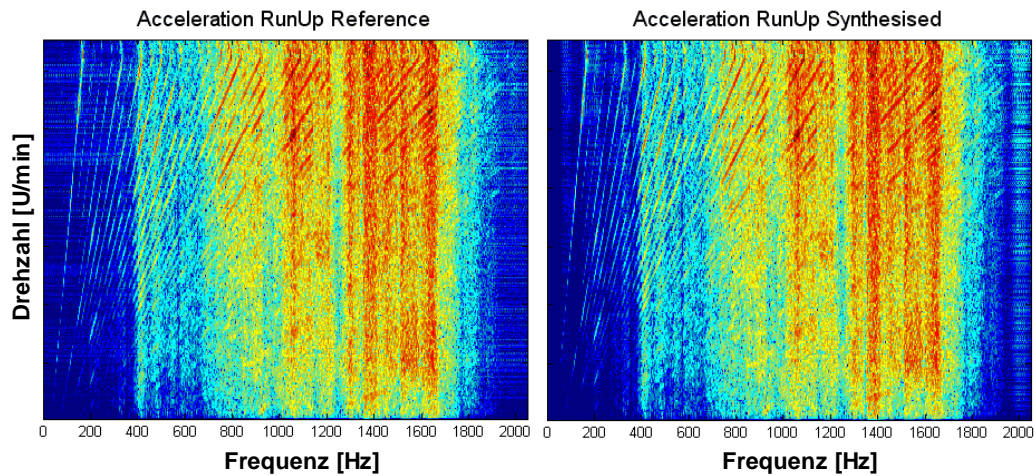 Acceleration RunUp Reference
Acceleration RunUp Synthesised
Drehzahl [U/min]
0 200 400 600 800 1000 1200 1400 1600 1800 2000
0 200 400 600 800 1000 1200 1400 1600 1800 2000
Frequenz [Hz]
Frequenz [Hz]